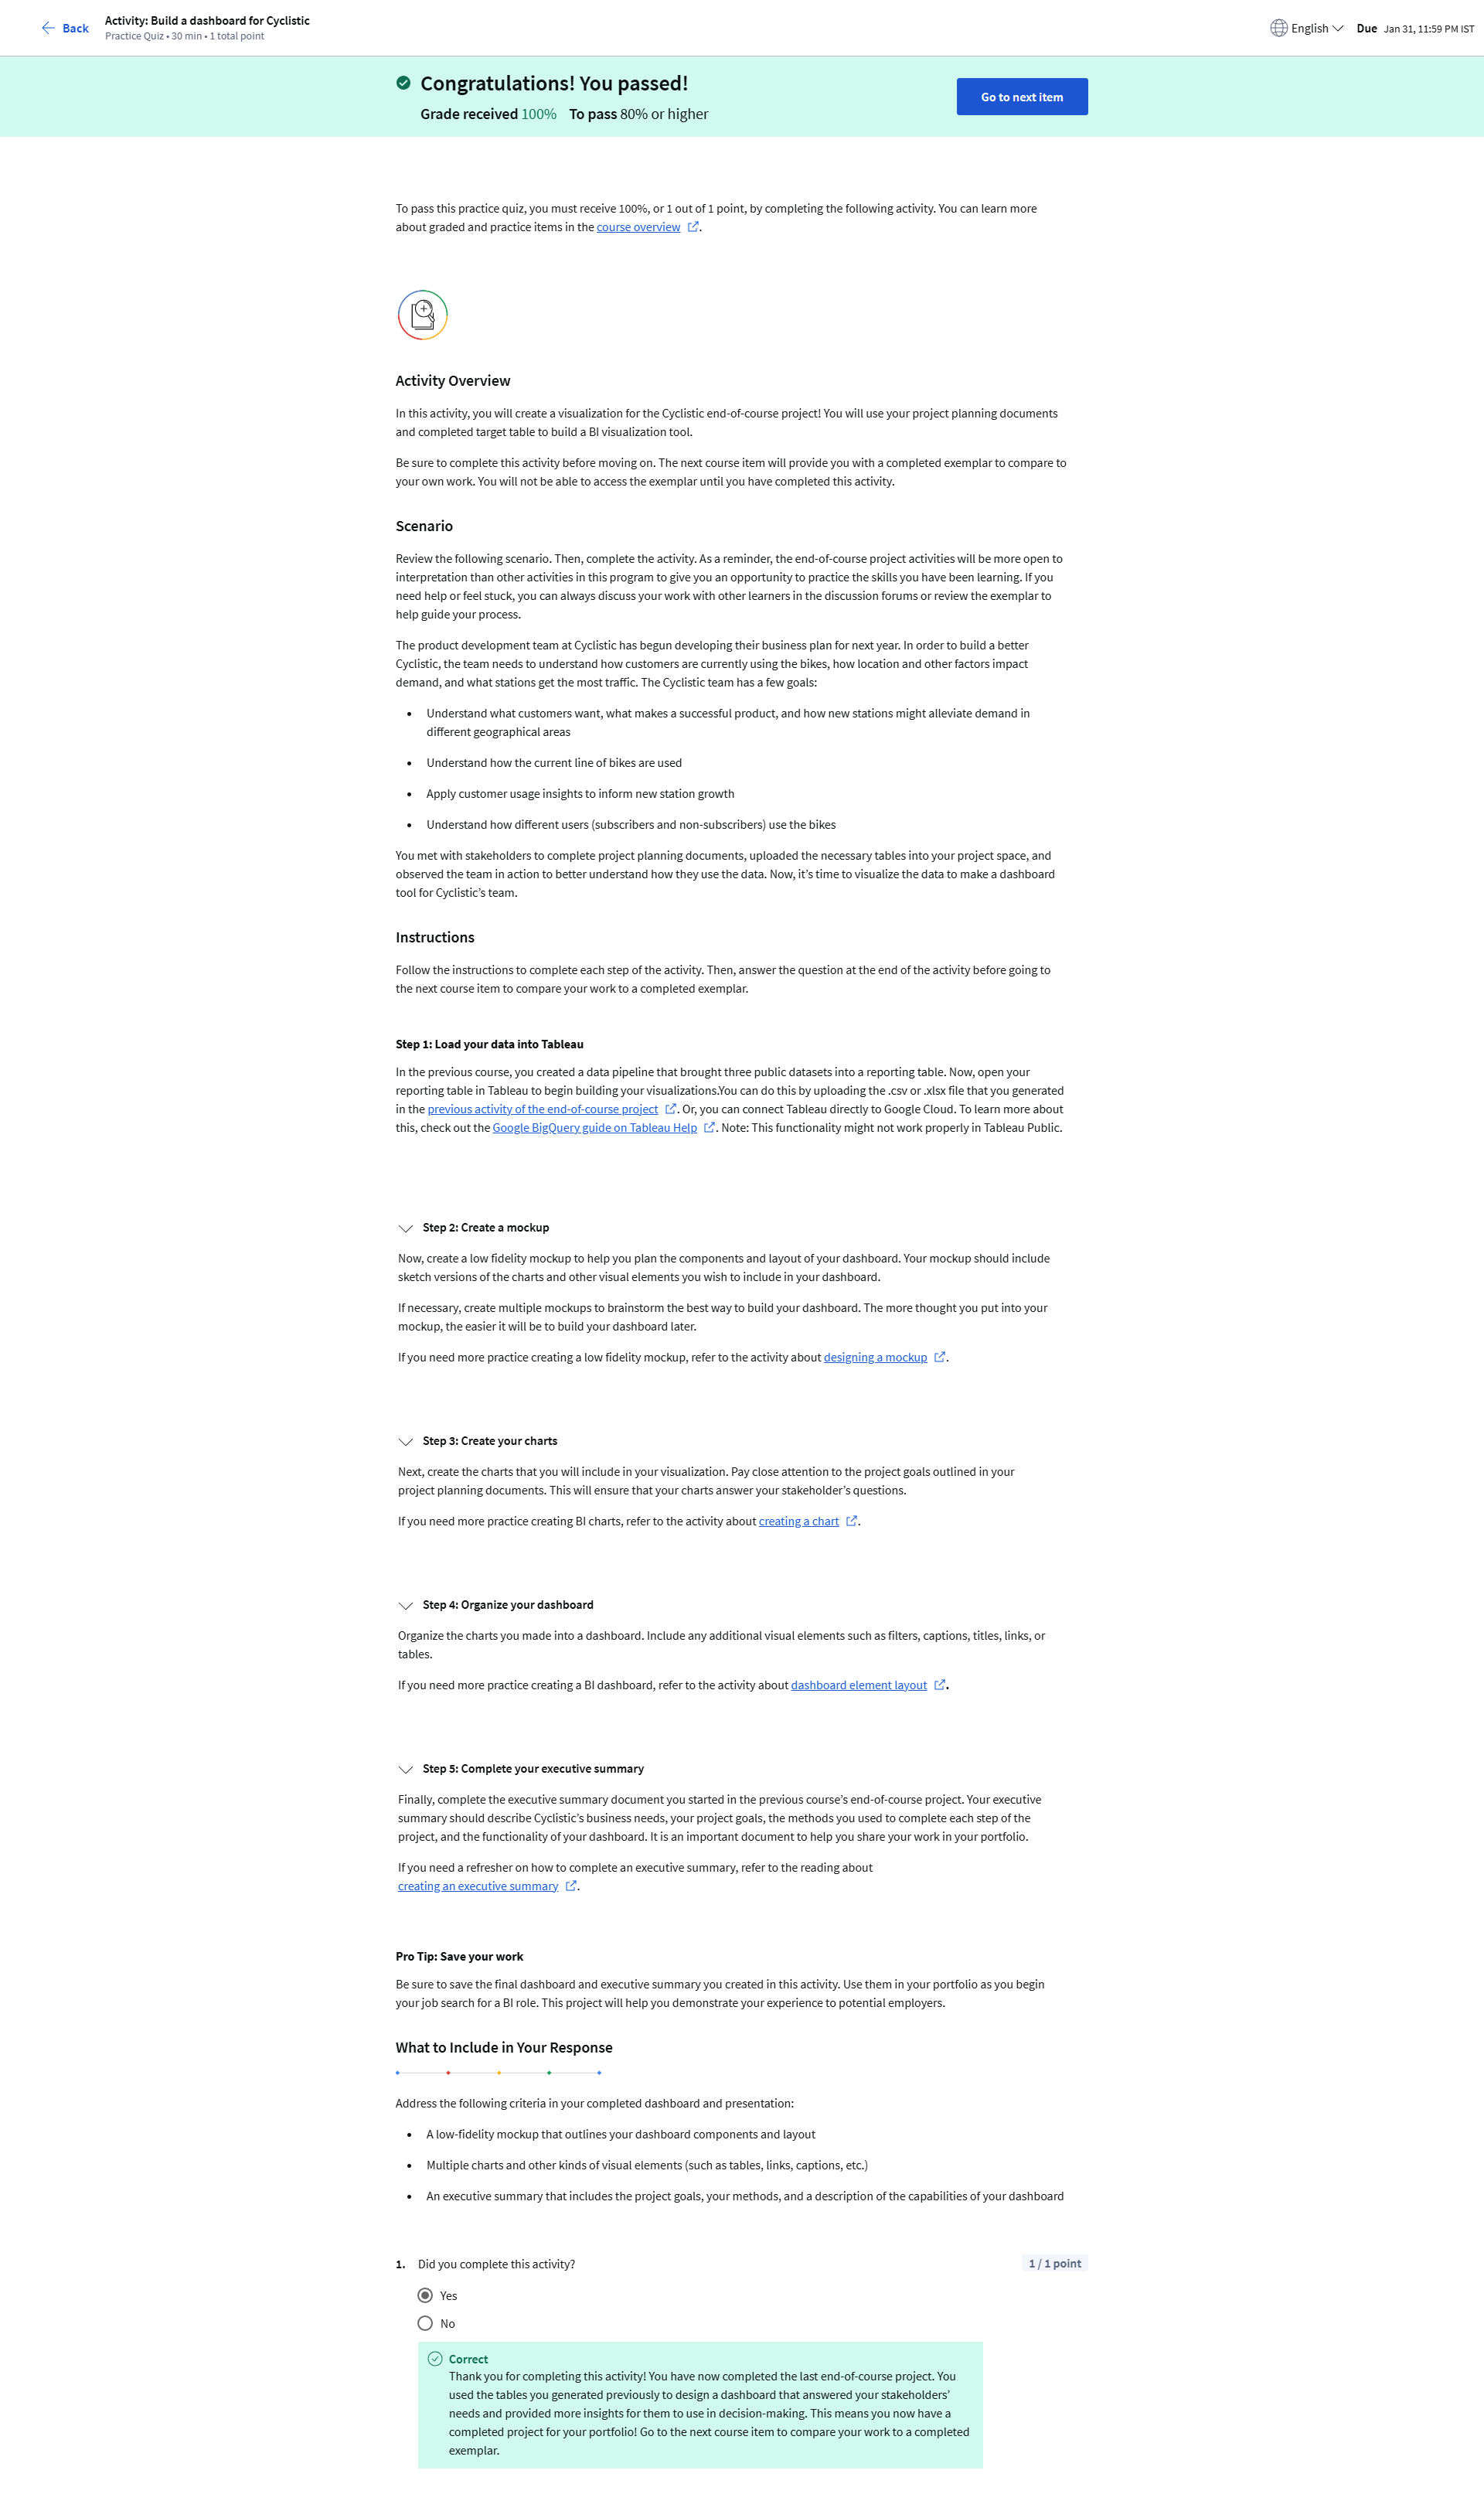 Back
Activity: Build a dashboard for Cyclistic
Practice Quiz • 30 min • 1 total point
English
Due Jan 31, 11:59 PM IST
Congratulations! You passed!
Grade received 100% To pass 80% or higher
Go to next item
To pass this practice quiz, you must receive 100%, or 1 out of 1 point, by completing the following activity. You can learn more
about graded and practice items in the course overview.
Activity Overview
In this activity, you will create a visualization for the Cyclistic end-of-course project! You will use your project planning documents
and completed target table to build a BI visualization tool.
Be sure to complete this activity before moving on. The next course item will provide you with a completed exemplar to compare to
your own work. You will not be able to access the exemplar until you have completed this activity.
Scenario
Review the following scenario. Then, complete the activity. As a reminder, the end-of-course project activities will be more open to
interpretation than other activities in this program to give you an opportunity to practice the skills you have been learning. If you
need help or feel stuck, you can always discuss your work with other learners in the discussion forums or review the exemplar to
help guide your process.
The product development team at Cyclistic has begun developing their business plan for next year. In order to build a better
Cyclistic, the team needs to understand how customers are currently using the bikes, how location and other factors impact
demand, and what stations get the most traffic. The Cyclistic team has a few goals:
• Understand what customers want, what makes a successful product, and how new stations might alleviate demand in
different geographical areas
• Understand how the current line of bikes are used
• Apply customer usage insights to inform new station growth
• Understand how different users (subscribers and non-subscribers) use the bikes
You met with stakeholders to complete project planning documents, uploaded the necessary tables into your project space, and
observed the team in action to better understand how they use the data. Now, it’s time to visualize the data to make a dashboard
tool for Cyclistic’s team.
Instructions
Follow the instructions to complete each step of the activity. Then, answer the question at the end of the activity before going to
the next course item to compare your work to a completed exemplar.
Step 1: Load your data into Tableau
In the previous course, you created a data pipeline that brought three public datasets into a reporting table. Now, open your
reporting table in Tableau to begin building your visualizations.You can do this by uploading the .csv or .xlsx file that you generated
in the previous activity of the end-of-course project. Or, you can connect Tableau directly to Google Cloud. To learn more about
this, check out the Google BigQuery guide on Tableau Help. Note: This functionality might not work properly in Tableau Public.
Step 2: Create a mockup
Now, create a low fidelity mockup to help you plan the components and layout of your dashboard. Your mockup should include
sketch versions of the charts and other visual elements you wish to include in your dashboard.
If necessary, create multiple mockups to brainstorm the best way to build your dashboard. The more thought you put into your
mockup, the easier it will be to build your dashboard later.
If you need more practice creating a low fidelity mockup, refer to the activity about designing a mockup.
Step 3: Create your charts
Next, create the charts that you will include in your visualization. Pay close attention to the project goals outlined in your
project planning documents. This will ensure that your charts answer your stakeholder’s questions.
If you need more practice creating BI charts, refer to the activity about creating a chart.
Step 4: Organize your dashboard
Organize the charts you made into a dashboard. Include any additional visual elements such as filters, captions, titles, links, or
tables.
If you need more practice creating a BI dashboard, refer to the activity about dashboard element layout.
Step 5: Complete your executive summary
Finally, complete the executive summary document you started in the previous course’s end-of-course project. Your executive
summary should describe Cyclistic’s business needs, your project goals, the methods you used to complete each step of the
project, and the functionality of your dashboard. It is an important document to help you share your work in your portfolio.
If you need a refresher on how to complete an executive summary, refer to the reading about
creating an executive summary.
Pro Tip: Save your work
Be sure to save the final dashboard and executive summary you created in this activity. Use them in your portfolio as you begin
your job search for a BI role. This project will help you demonstrate your experience to potential employers.
What to Include in Your Response
Address the following criteria in your completed dashboard and presentation:
• A low-fidelity mockup that outlines your dashboard components and layout
• Multiple charts and other kinds of visual elements (such as tables, links, captions, etc.)
• An executive summary that includes the project goals, your methods, and a description of the capabilities of your dashboard
1. Did you complete this activity?
1 / 1 point
Yes
No
Correct
Thank you for completing this activity! You have now completed the last end-of-course project. You
used the tables you generated previously to design a dashboard that answered your stakeholders’
needs and provided more insights for them to use in decision-making. This means you now have a
completed project for your portfolio! Go to the next course item to compare your work to a completed
exemplar.